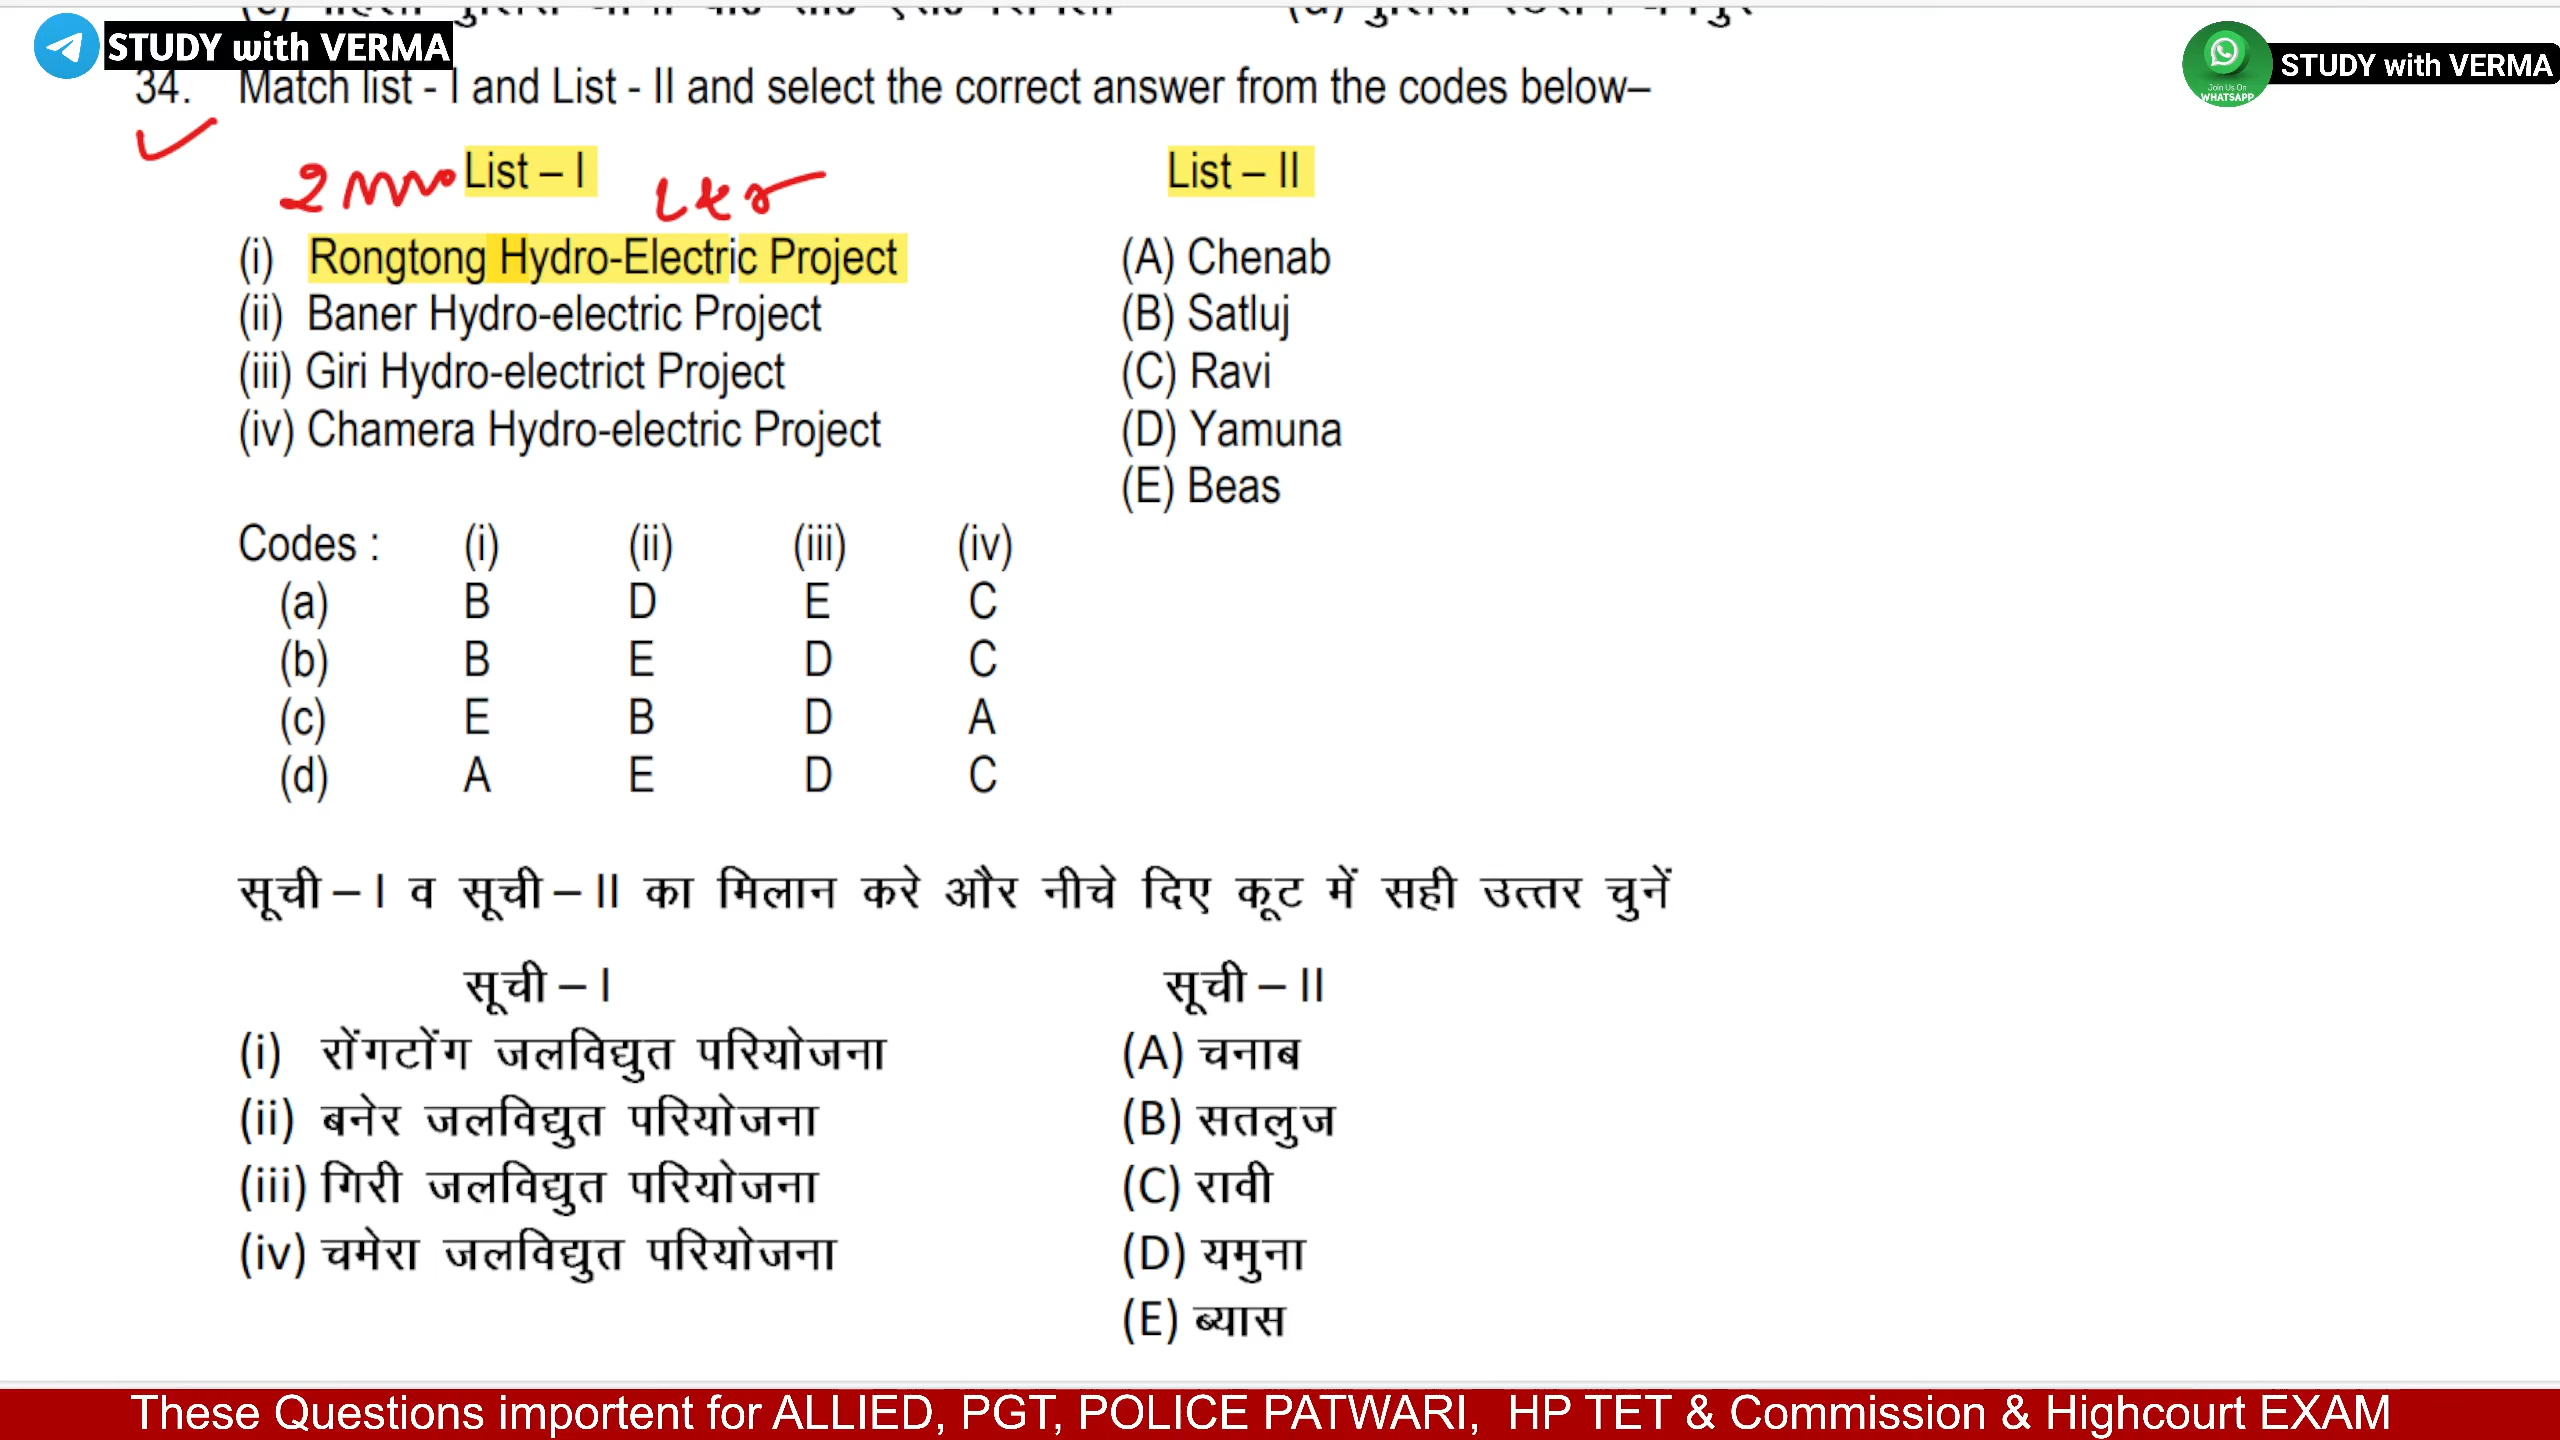 STUDY with VERMA
Join Us On
WHATSAPP
STUDY with VERMA
34. Match list - I and List - II and select the correct answer from the codes below–
List – I List – II
(i) Rongtong Hydro-Electric Project (A) Chenab
(ii) Baner Hydro-electric Project (B) Satluj
(iii) Giri Hydro-electrict Project (C) Ravi
(iv) Chamera Hydro-electric Project (D) Yamuna
(E) Beas
Codes : (i) (ii) (iii) (iv)
(a) B D E C
(b) B E D C
(c) E B D A
(d) A E D C
सूची – I व सूची – II का मिलान करे और नीचे दिए कूट में सही उत्तर चुनें
सूची – I सूची – II
(i) रोंगटोंग जलविद्युत परियोजना (A) चनाब
(ii) बनेर जलविद्युत परियोजना (B) सतलुज
(iii) गिरी जलविद्युत परियोजना (C) रावी
(iv) चमेरा जलविद्युत परियोजना (D) यमुना
(E) ब्यास
These Questions importent for ALLIED, PGT, POLICE PATWARI, HP TET & Commission & Highcourt EXAM